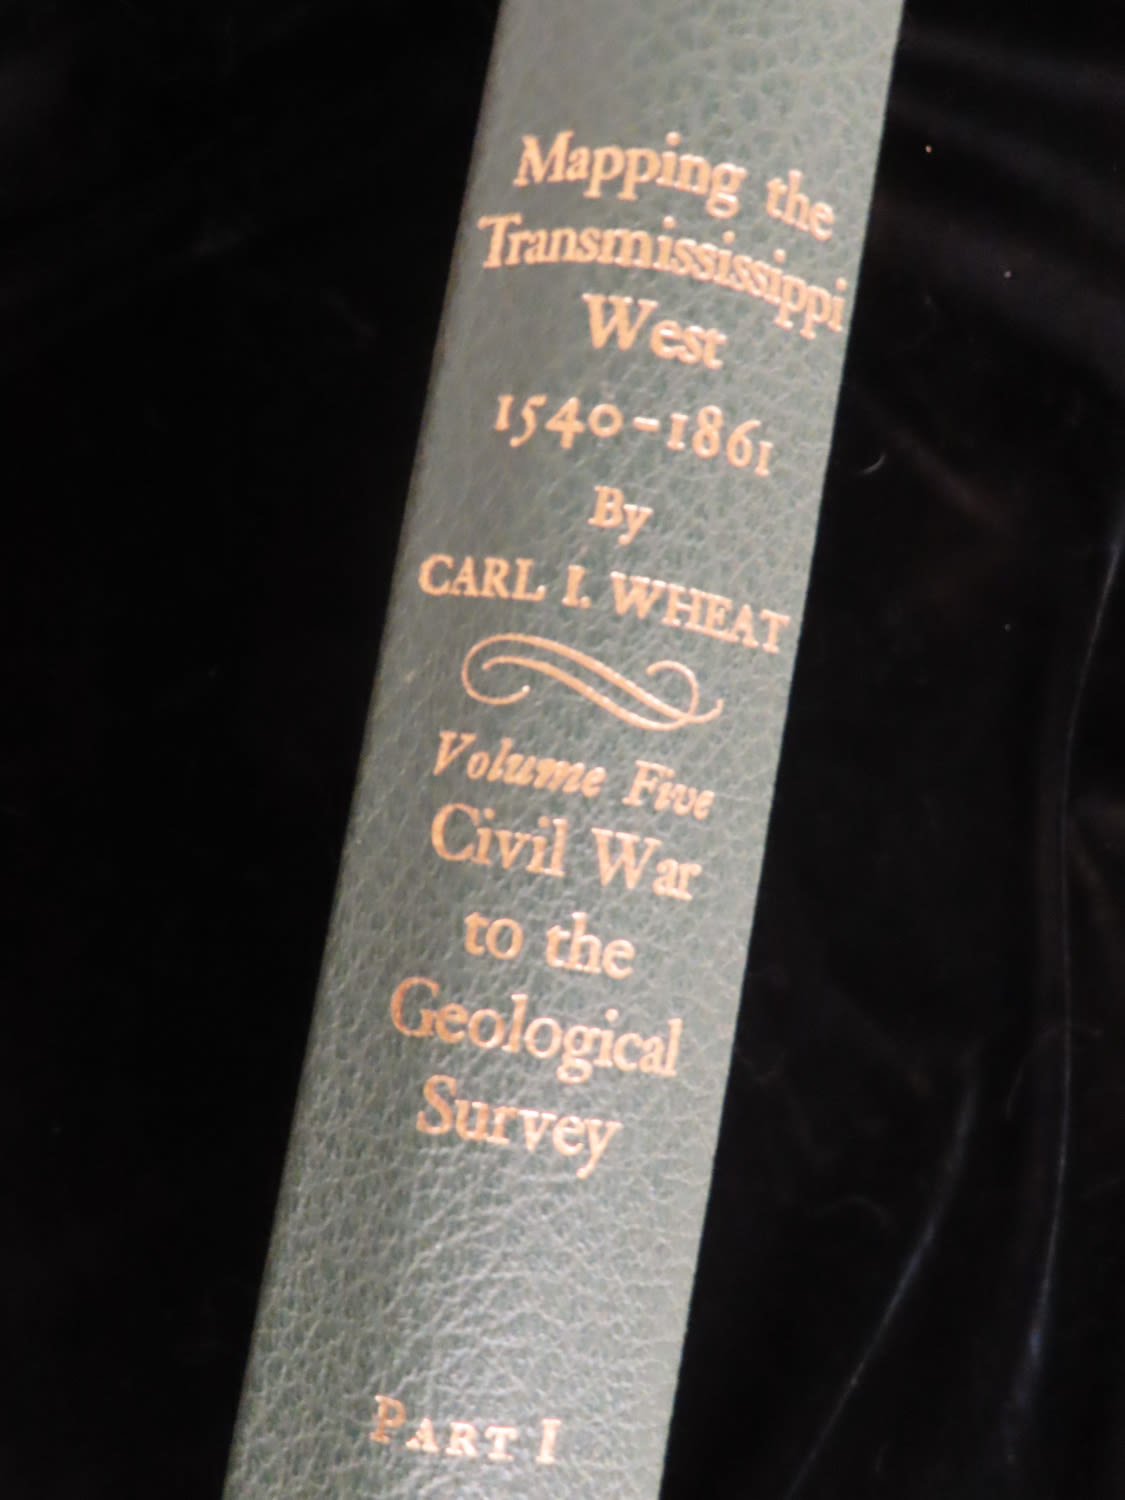 Mapping the
Transmississippi
West
1540-1861
By
CARL I. WHEAT
Volume Five
Civil War
to the
Geological
Survey
PART I